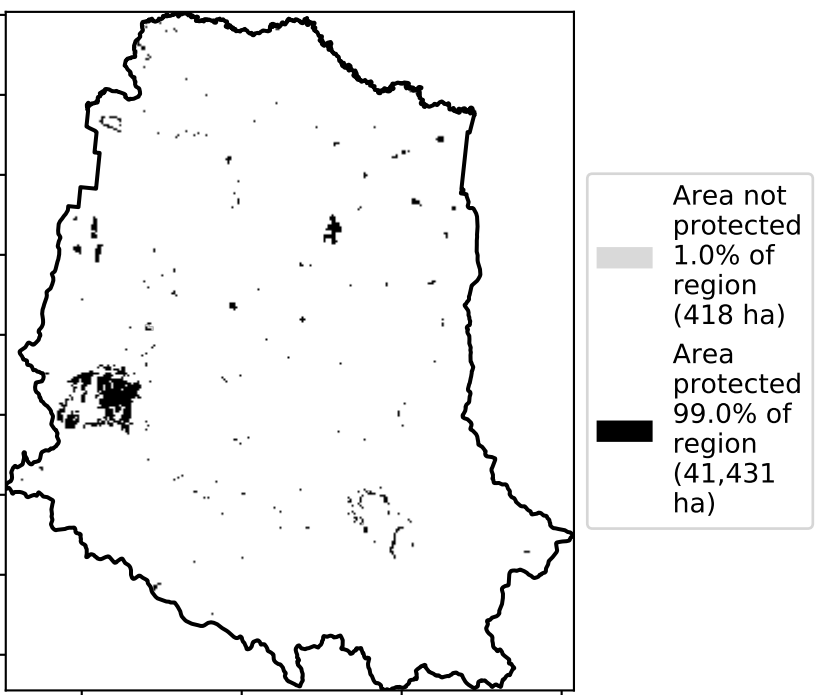 Area not
protected
1.0% of
region
(418 ha)
Area
protected
99.0% of
region
(41,431
ha)